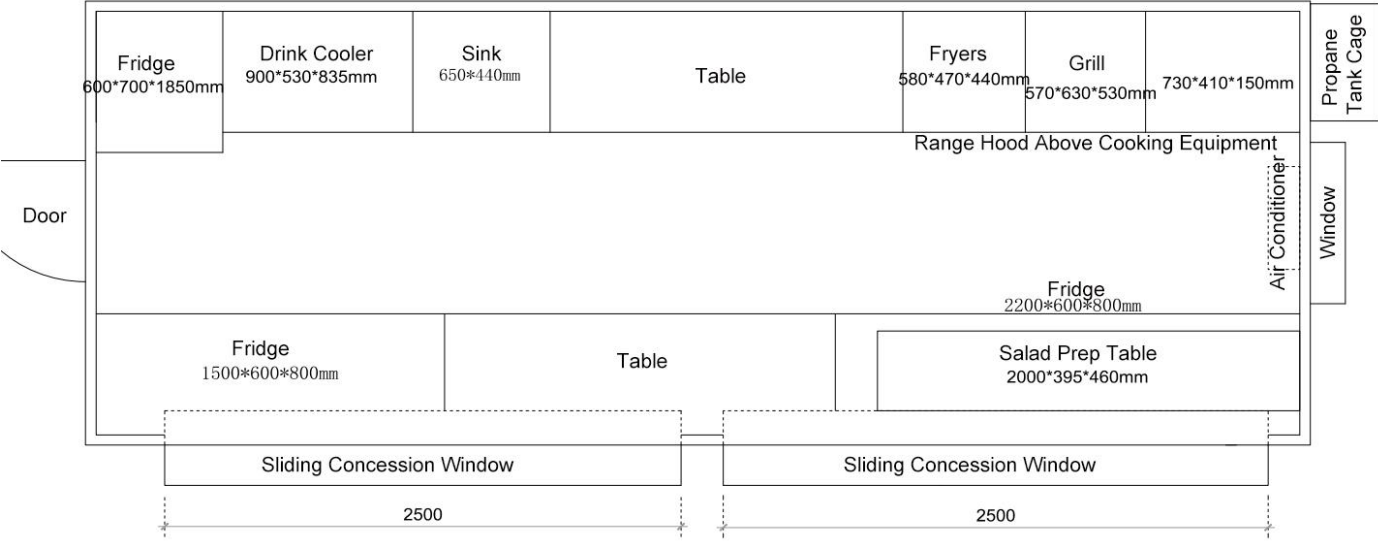 Fridge
600*700*1850mm
Drink Cooler
900*530*835mm
Sink
650*440mm
Table
Fryers
580*470*440mm
Grill
570*630*530mm
730*410*150mm
Propane
Tank Cage
Range Hood Above Cooking Equipment
Door
Air Conditioner
Window
Fridge
2200*600*800mm
Fridge
1500*600*800mm
Table
Salad Prep Table
2000*395*460mm
Sliding Concession Window
Sliding Concession Window
2500
2500